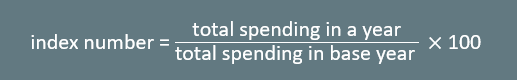 index number = total spending in a year / total spending in base year × 100